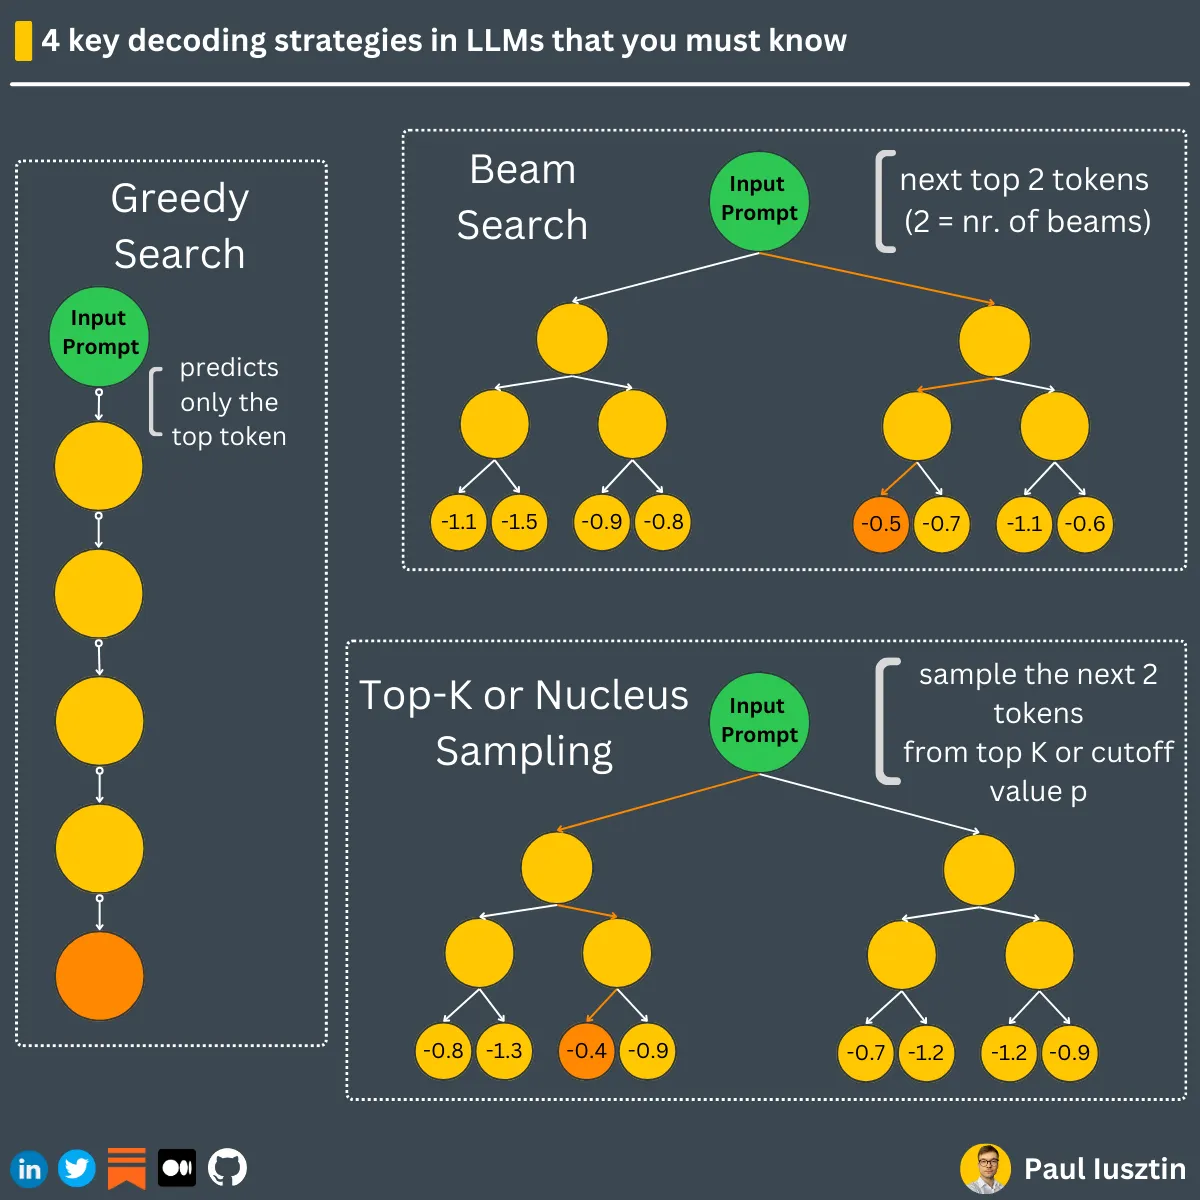 4 key decoding strategies in LLMs that you must know
Greedy
Search
Input
Prompt
predicts
only the
top token
Beam
Search
Input
Prompt
next top 2 tokens
(2 = nr. of beams)
-1.1
-1.5
-0.9
-0.8
-0.5
-0.7
-1.1
-0.6
Top-K or Nucleus
Sampling
Input
Prompt
sample the next 2
tokens
from top K or cutoff
value p
-0.8
-1.3
-0.4
-0.9
-0.7
-1.2
-1.2
-0.9
in
Paul Iusztin